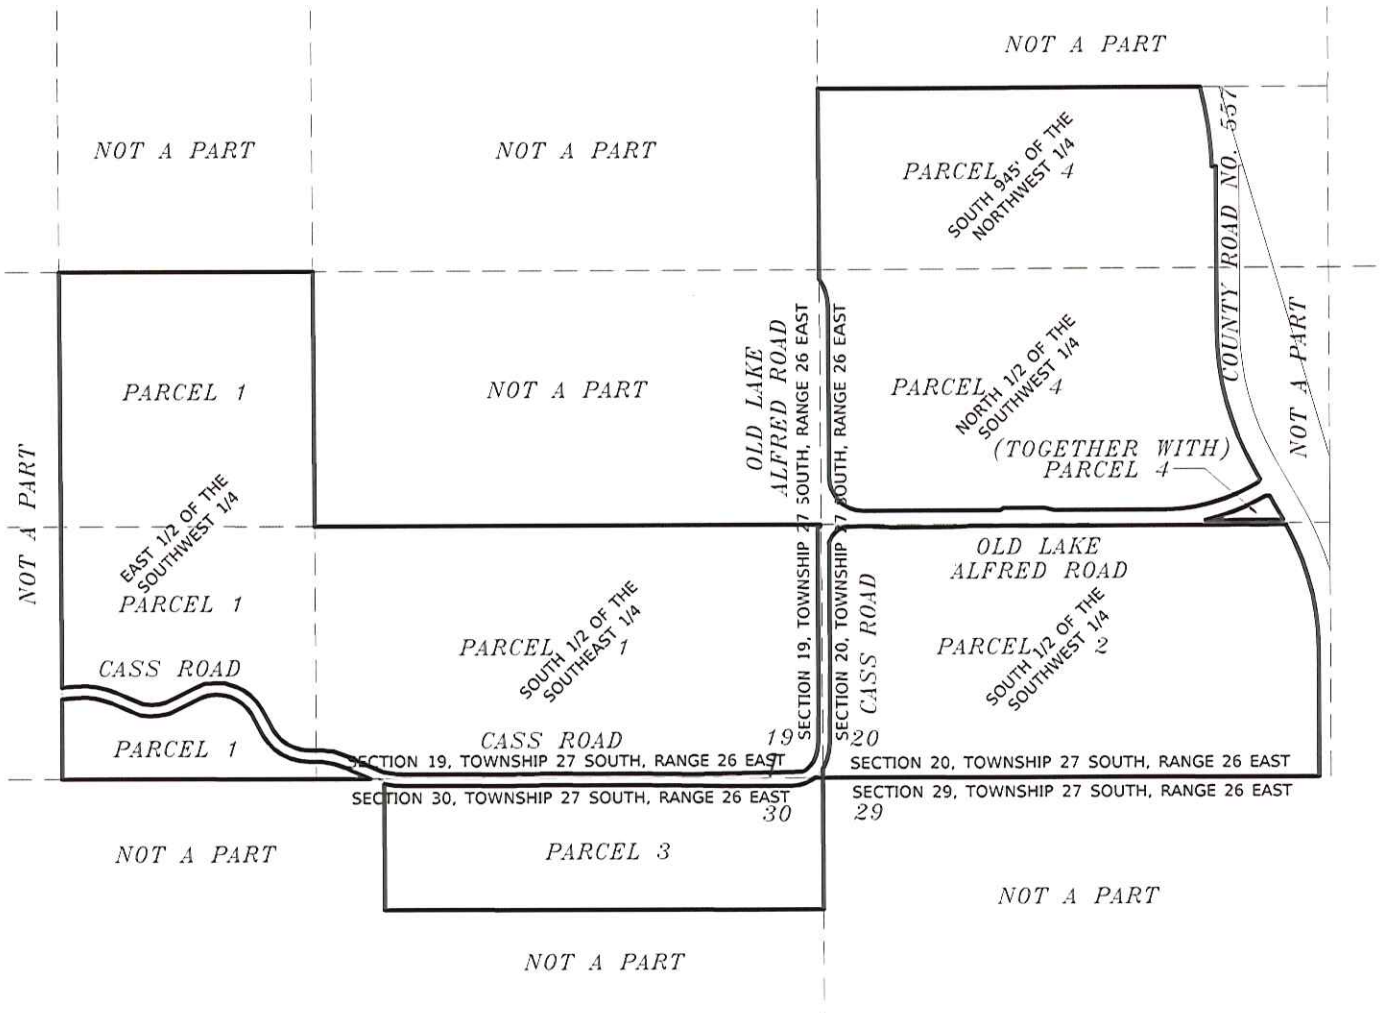 NOT A PART
NOT A PART
NOT A PART
PARCEL 4
SOUTH 945' OF THE
NORTHWEST 1/4
COUNTY ROAD NO. 557
NOT A PART
PARCEL 1
NOT A PART
OLD LAKE
ALFRED ROAD
PARCEL 4
NORTH 1/2 OF THE
SOUTHWEST 1/4
(TOGETHER WITH)
PARCEL 4
NOT A PART
EAST 1/2 OF THE
SOUTHWEST 1/4
PARCEL 1
SECTION 19, TOWNSHIP 27 SOUTH, RANGE 26 EAST
SECTION 20, TOWNSHIP 27 SOUTH, RANGE 26 EAST
OLD LAKE
ALFRED ROAD
PARCEL 1
SOUTH 1/2 OF THE
SOUTHEAST 1/4
CASS ROAD
PARCEL 2
SOUTH 1/2 OF THE
SOUTHWEST 1/4
CASS ROAD
PARCEL 1
CASS ROAD
19
20
SECTION 19, TOWNSHIP 27 SOUTH, RANGE 26 EAST
SECTION 20, TOWNSHIP 27 SOUTH, RANGE 26 EAST
SECTION 30, TOWNSHIP 27 SOUTH, RANGE 26 EAST
SECTION 29, TOWNSHIP 27 SOUTH, RANGE 26 EAST
30
29
NOT A PART
PARCEL 3
NOT A PART
NOT A PART